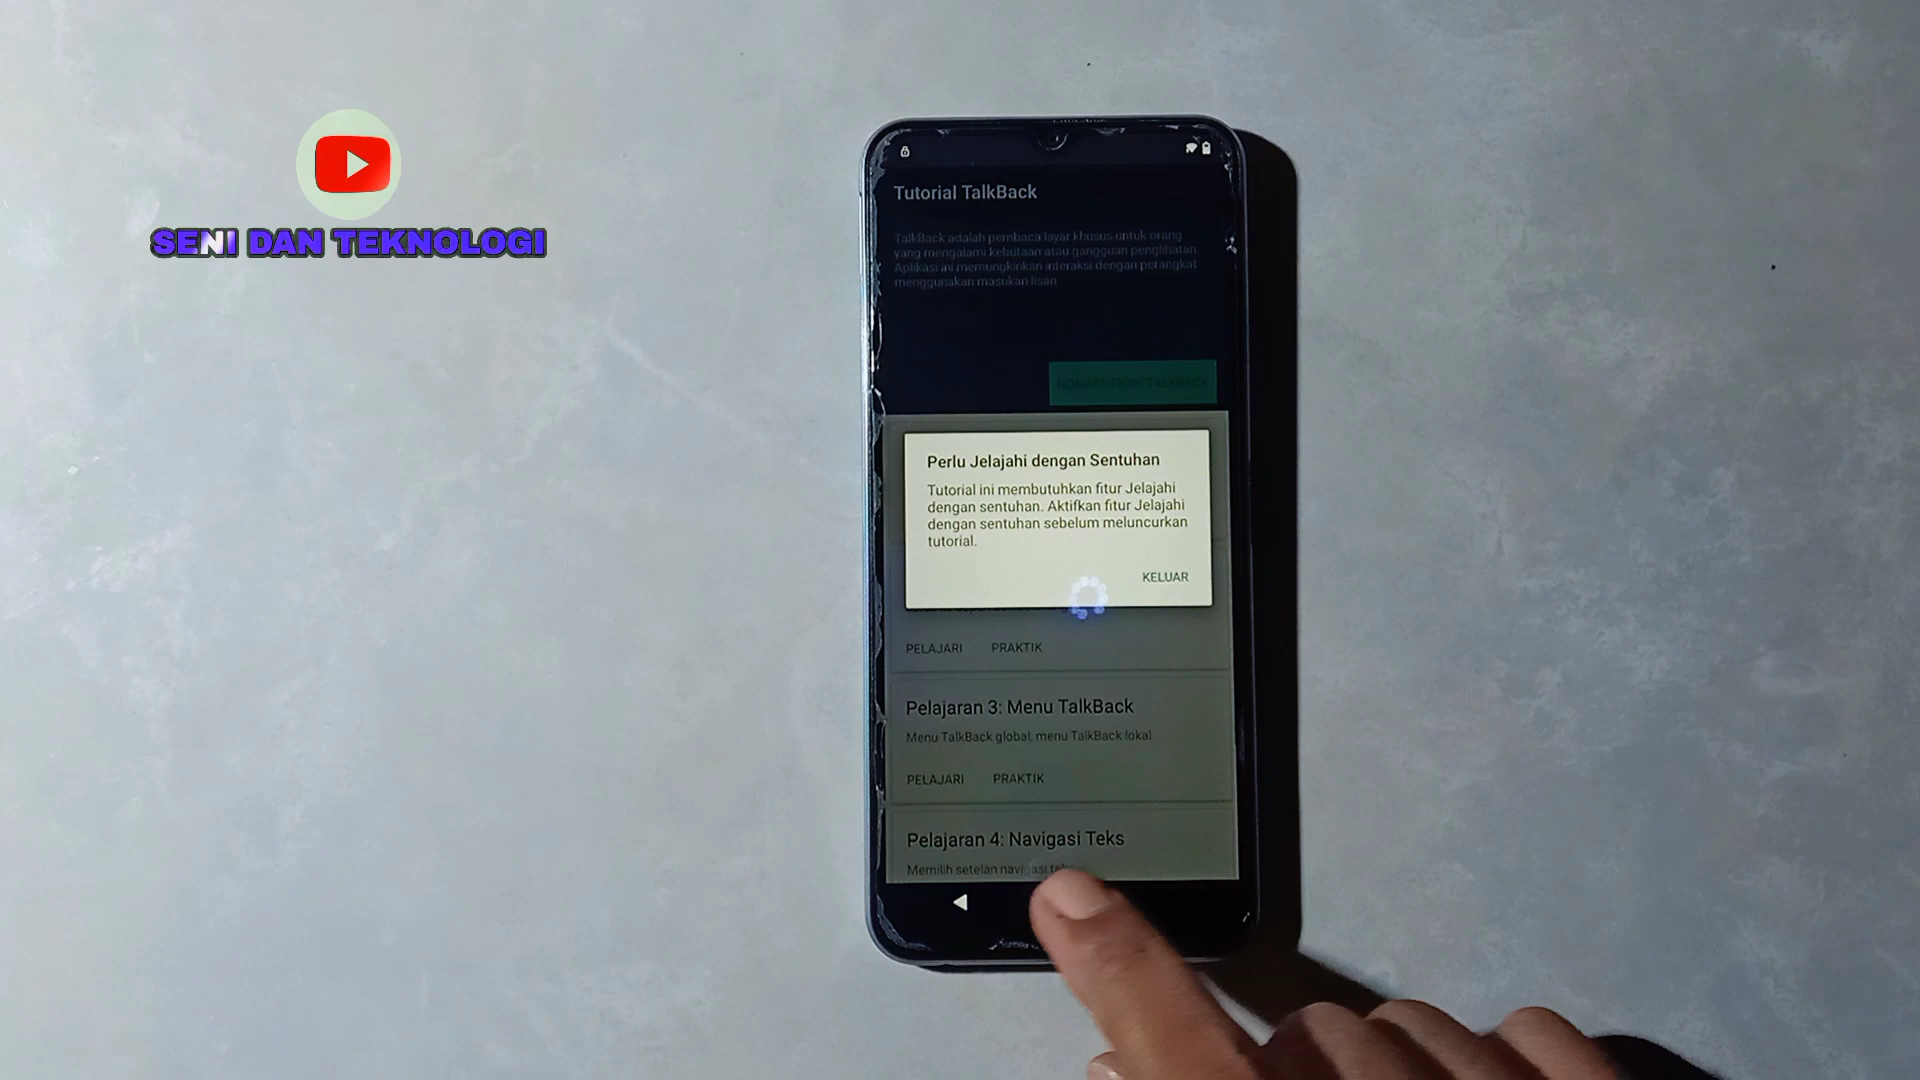 SENI DAN TEKNOLOGI
Tutorial TalkBack
TalkBack adalah pembaca layar khusus untuk orang
yang mengalami kebutaan atau gangguan penglihatan.
Aplikasi ini memungkinkan interaksi dengan perangkat
menggunakan masukan lisan.
NONAKTIFKAN TALKBACK
Perlu Jelajahi dengan Sentuhan
Tutorial ini membutuhkan fitur Jelajahi
dengan sentuhan. Aktifkan fitur Jelajahi
dengan sentuhan sebelum meluncurkan
tutorial.
KELUAR
PELAJARI PRAKTIK
Pelajaran 3: Menu TalkBack
Menu TalkBack global, menu TalkBack lokal
PELAJARI PRAKTIK
Pelajaran 4: Navigasi Teks
Memilih setelan navigasi